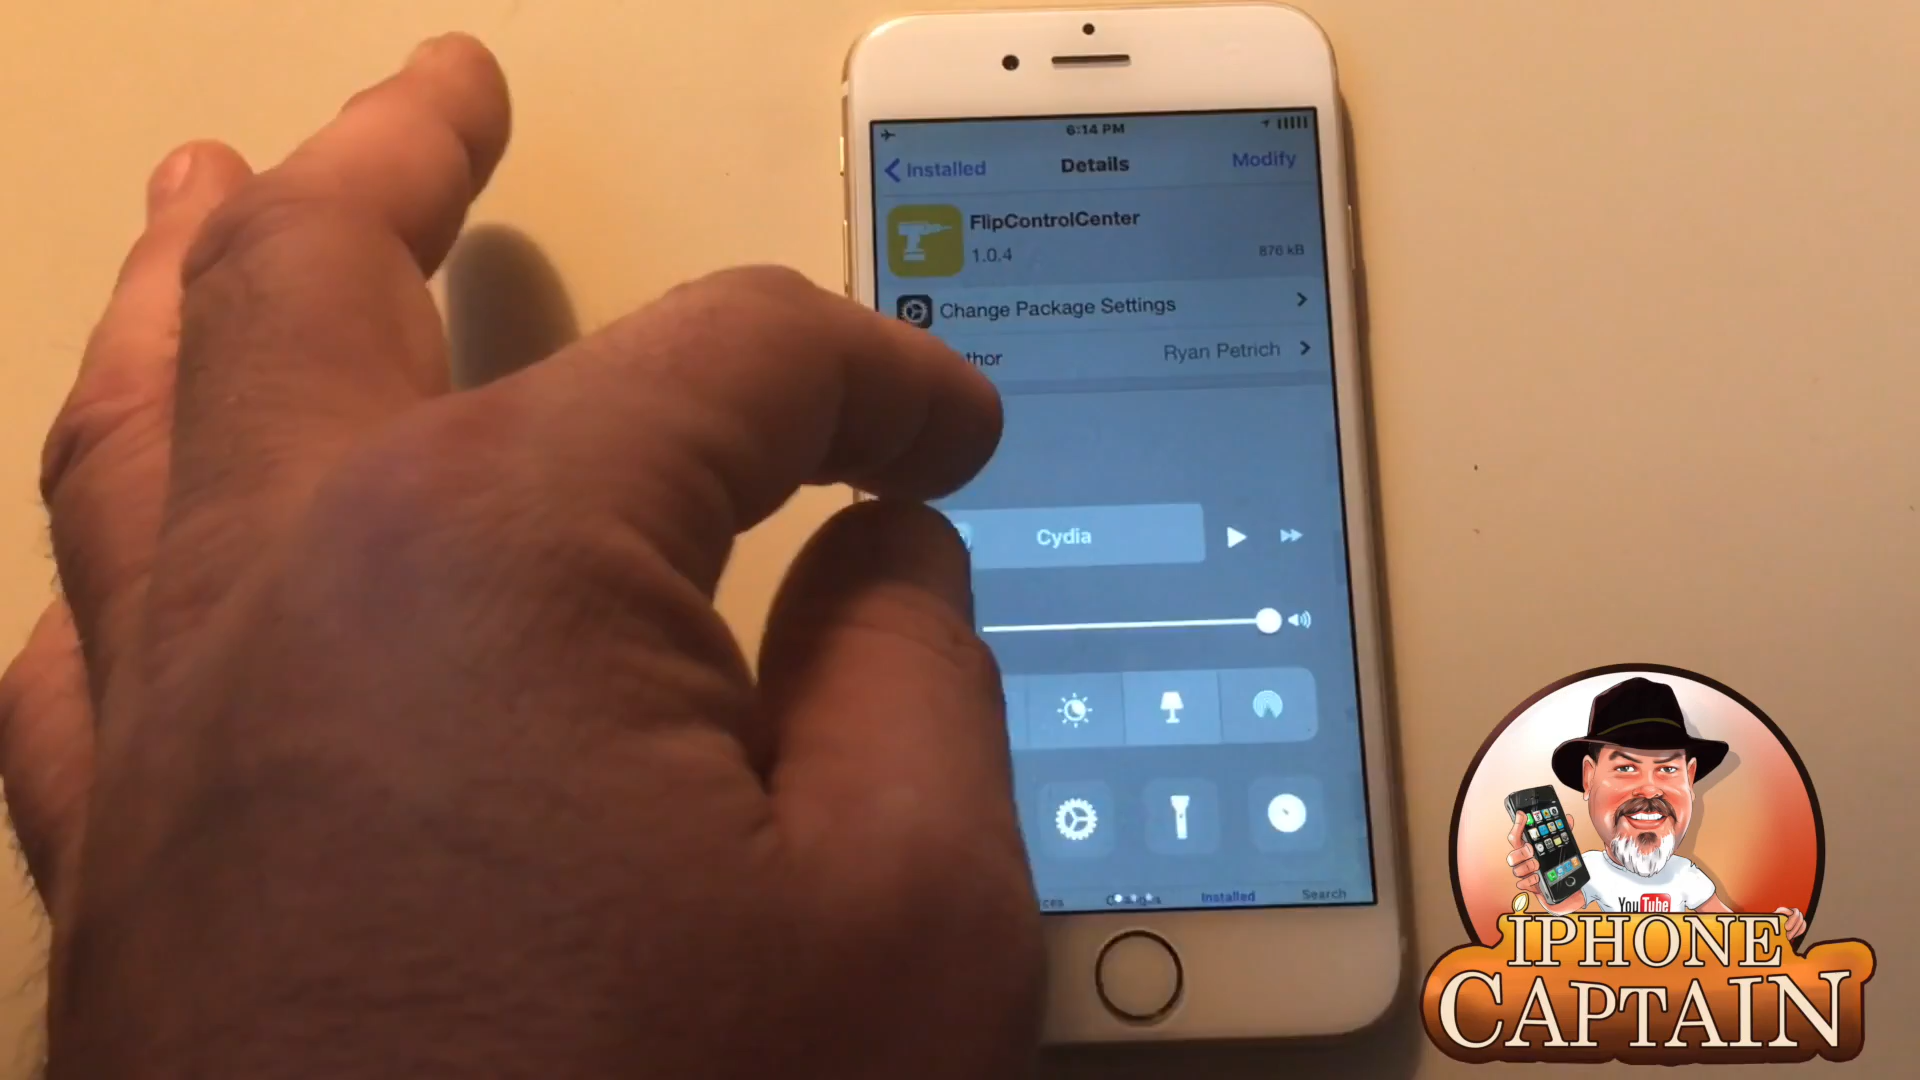 6:14 PM
Installed
Details
Modify
FlipControlCenter
1.0.4
876 kB
Change Package Settings
thor
Ryan Petrich
Cydia
ces
Installed
Search
YouTube
IPHONE
CAPTAIN